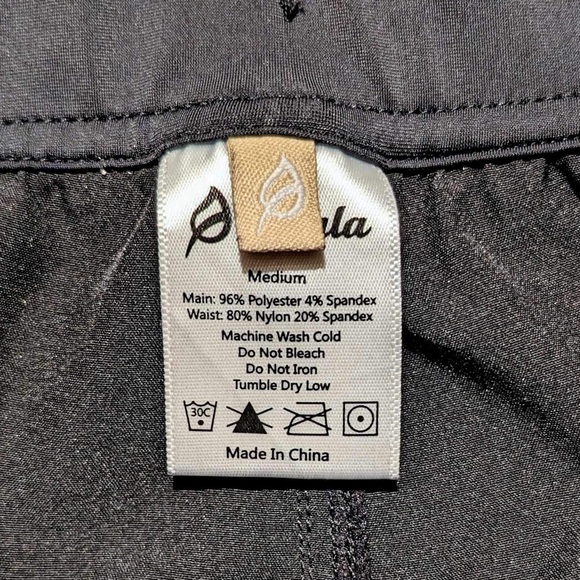 Medium
Main: 96% Polyester 4% Spandex
Waist: 80% Nylon 20% Spandex
Machine Wash Cold
Do Not Bleach
Do Not Iron
Tumble Dry Low
30C
Made In China